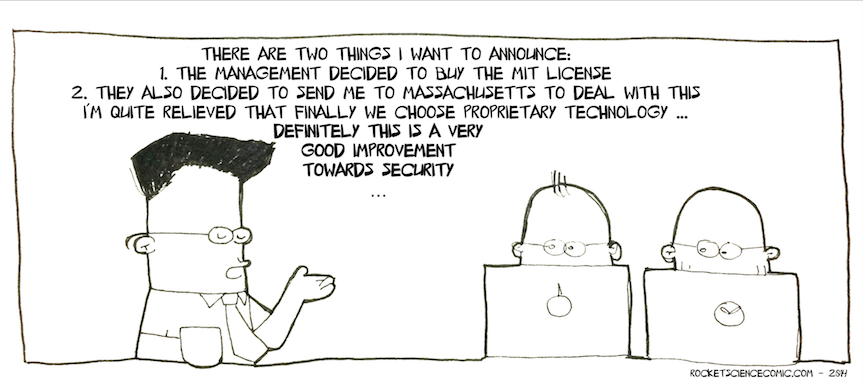 THERE ARE TWO THINGS I WANT TO ANNOUNCE:
1. THE MANAGEMENT DECIDED TO BUY THE MIT LICENSE
2. THEY ALSO DECIDED TO SEND ME TO MASSACHUSETTS TO DEAL WITH THIS
I'M QUITE RELIEVED THAT FINALLY WE CHOOSE PROPRIETARY TECHNOLOGY ...
DEFINITELY THIS IS A VERY
GOOD IMPROVEMENT
TOWARDS SECURITY
...
ROCKETSCIENCECOMIC.COM - 2014